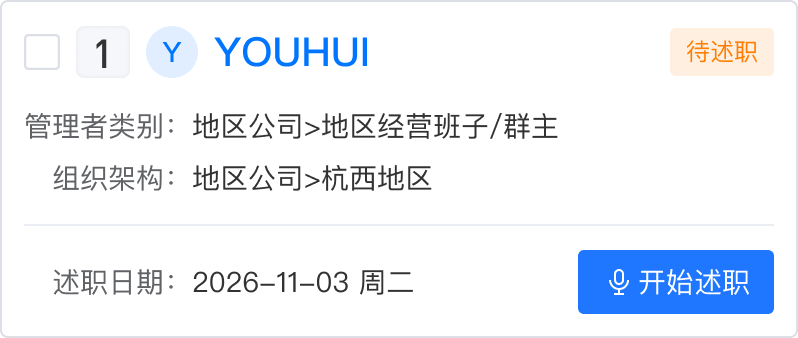 1 Y YOUHUI 待述职
管理者类别：地区公司>地区经营班子/群主
组织架构：地区公司>杭西地区
述职日期：2026-11-03 周二 开始述职